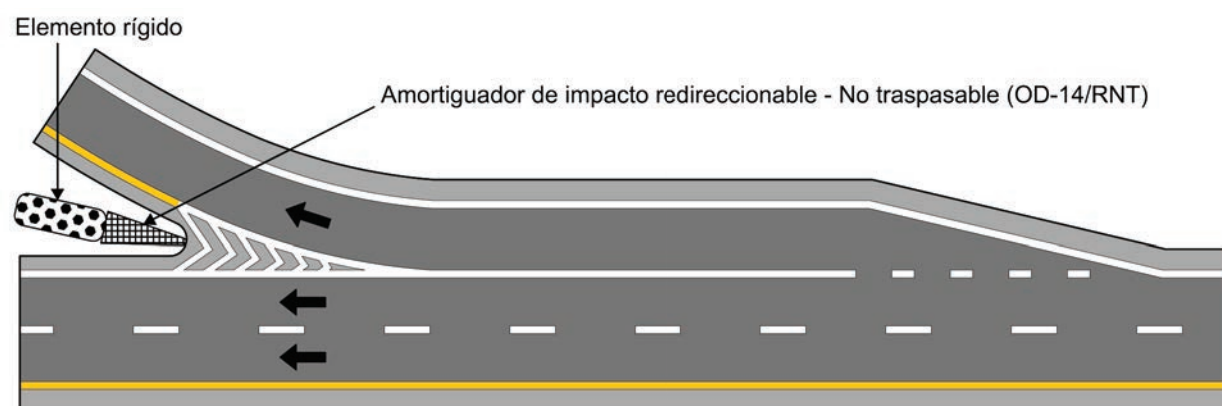 Elemento rígido
Amortiguador de impacto redireccionable - No traspasable (OD-14/RNT)